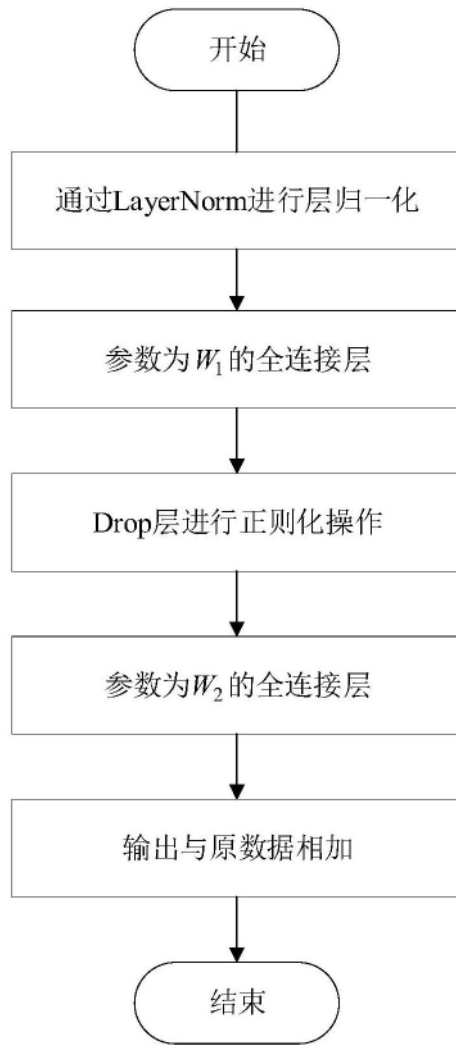 开始
通过LayerNorm进行层归一化
参数为W₁的全连接层
Drop层进行正则化操作
参数为W₂的全连接层
输出与原数据相加
结束